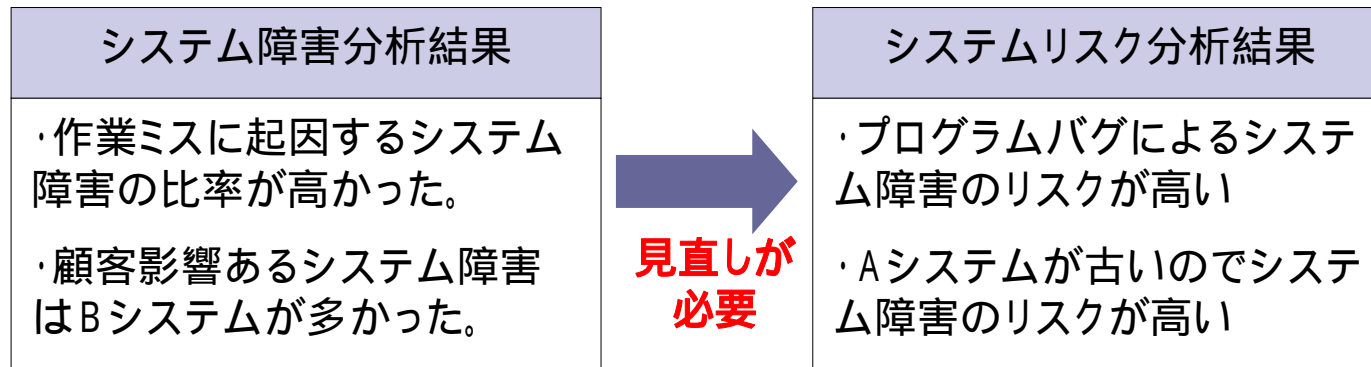 システム障害分析結果
・作業ミスに起因するシステム
障害の比率が高かった。
・顧客影響あるシステム障害
はBシステムが多かった。
見直しが
必要
システムリスク分析結果
・プログラムバグによるシステ
ム障害のリスクが高い
・Aシステムが古いのでシステ
ム障害のリスクが高い